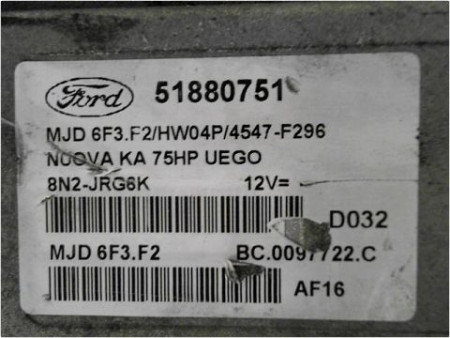 Ford 51880751
MJD 6F3.F2/HW04P/4547-F296
NUOVA KA 75HP UEGO
8N2-JRG6K 12V=
D032
MJD 6F3.F2 BC.0097722.C
AF16